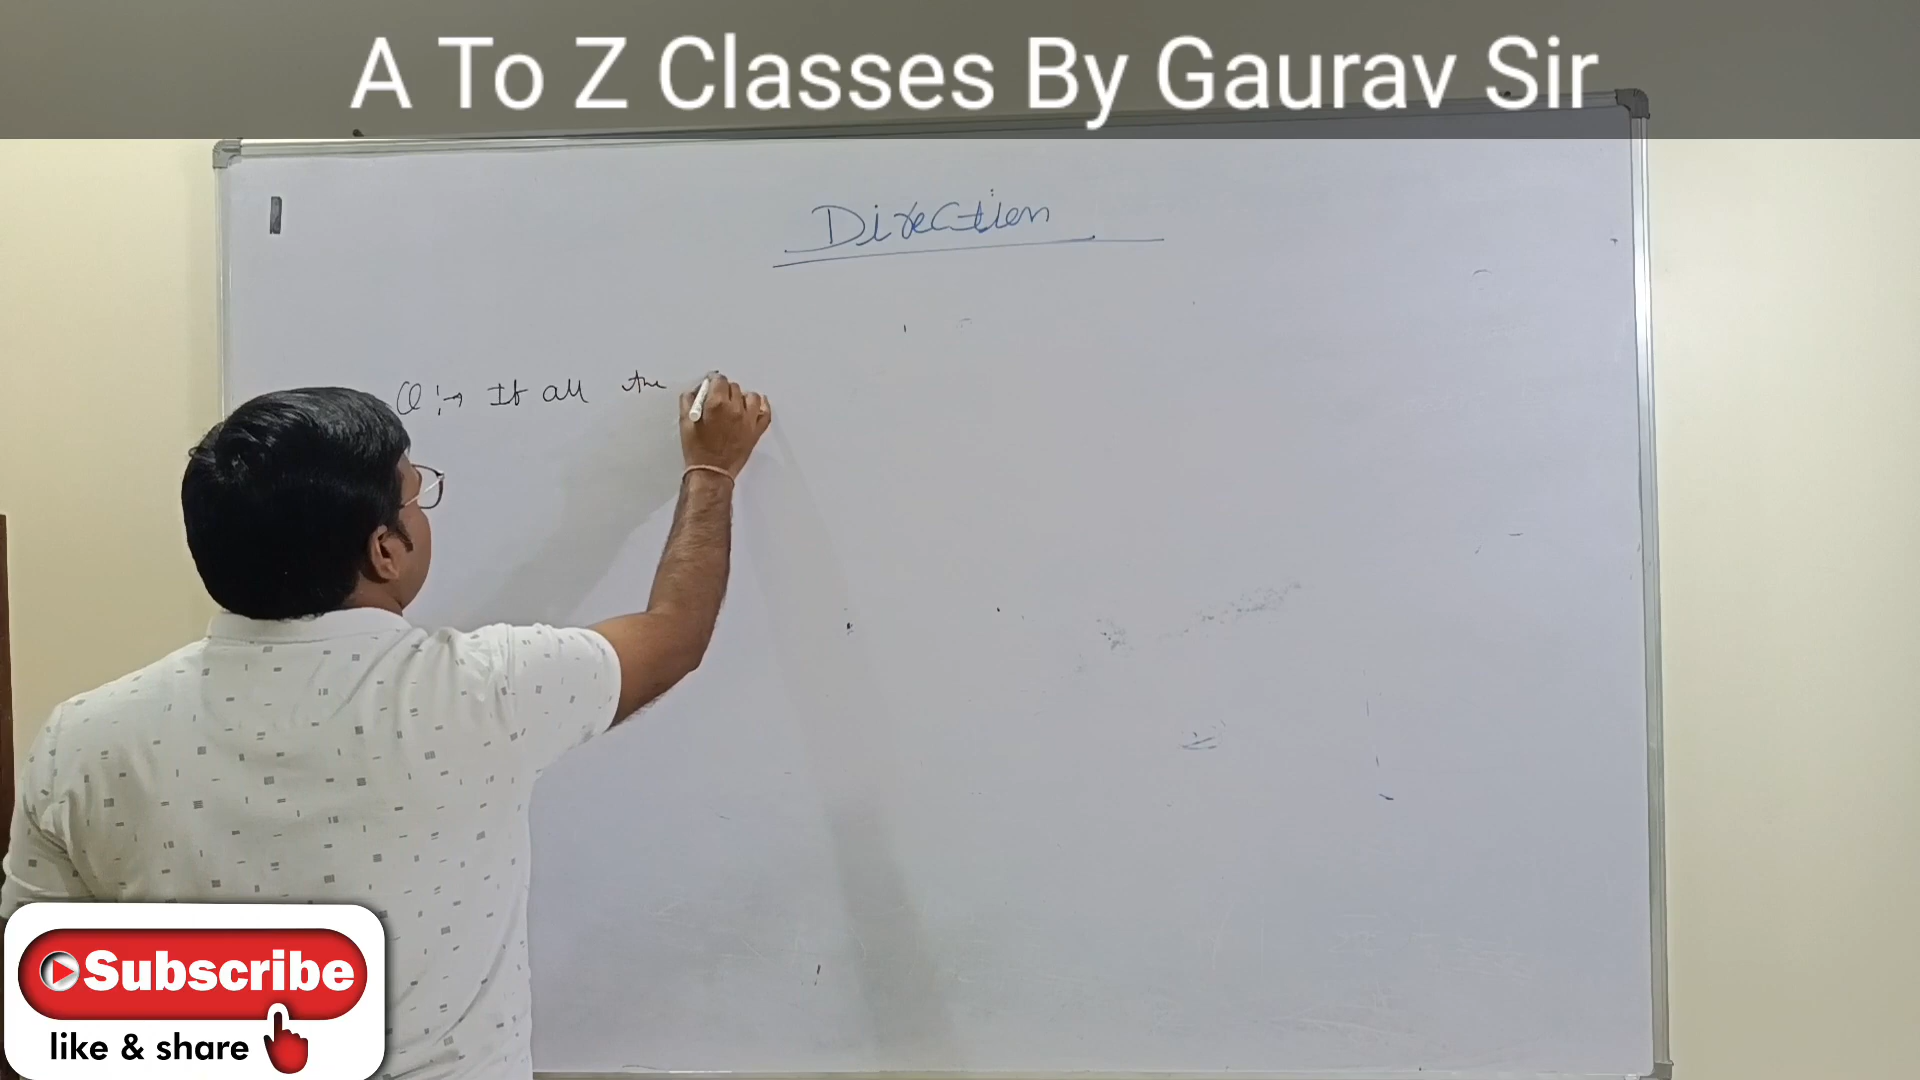 A To Z Classes By Gaurav Sir
Direction
Q:→ If all the
Subscribe
like & share